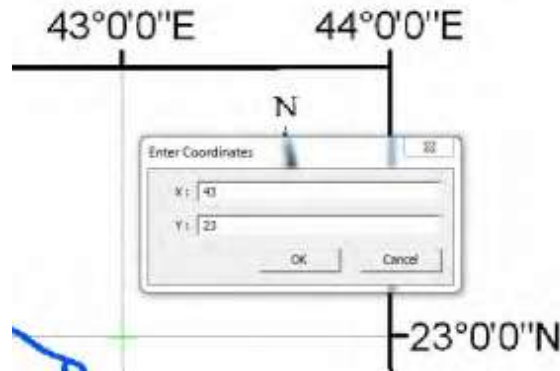 43°0'0"E 44°0'0"E
N
Enter Coordinates
X: 43
Y: 23
OK Cancel
23°0'0"N